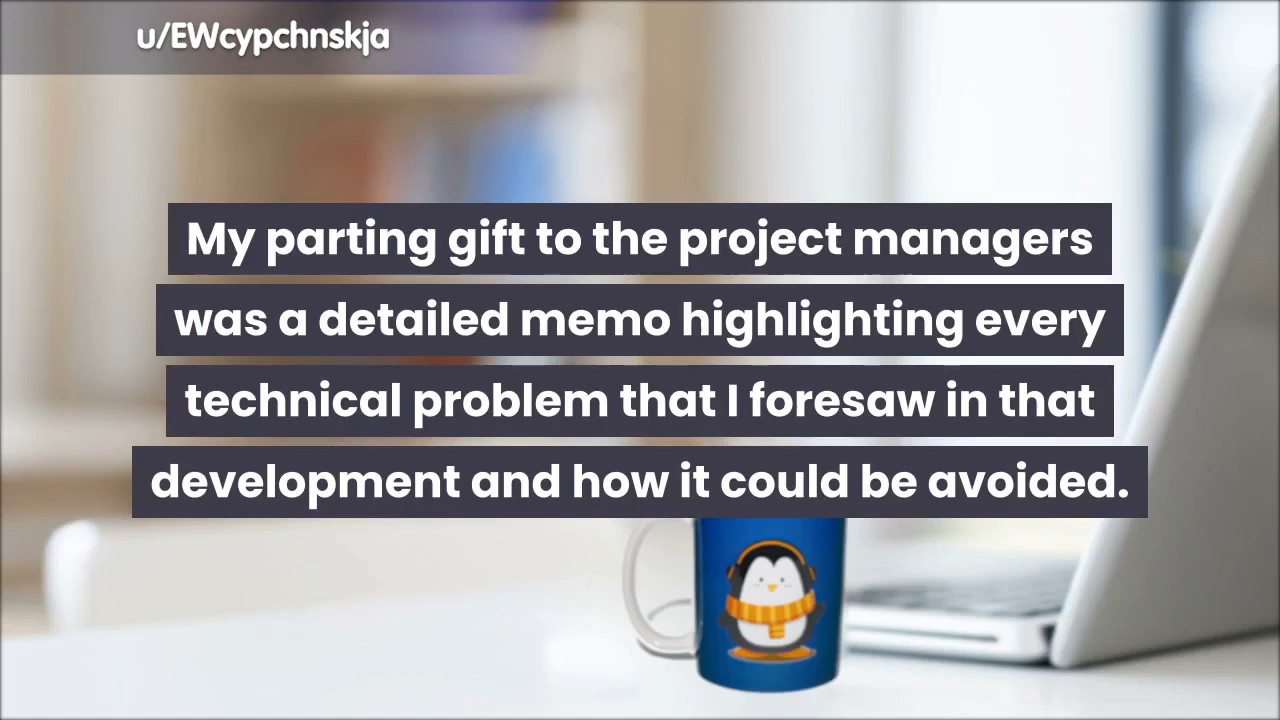 u/EWcypchnskja
My parting gift to the project managers
was a detailed memo highlighting every
technical problem that I foresaw in that
development and how it could be avoided.